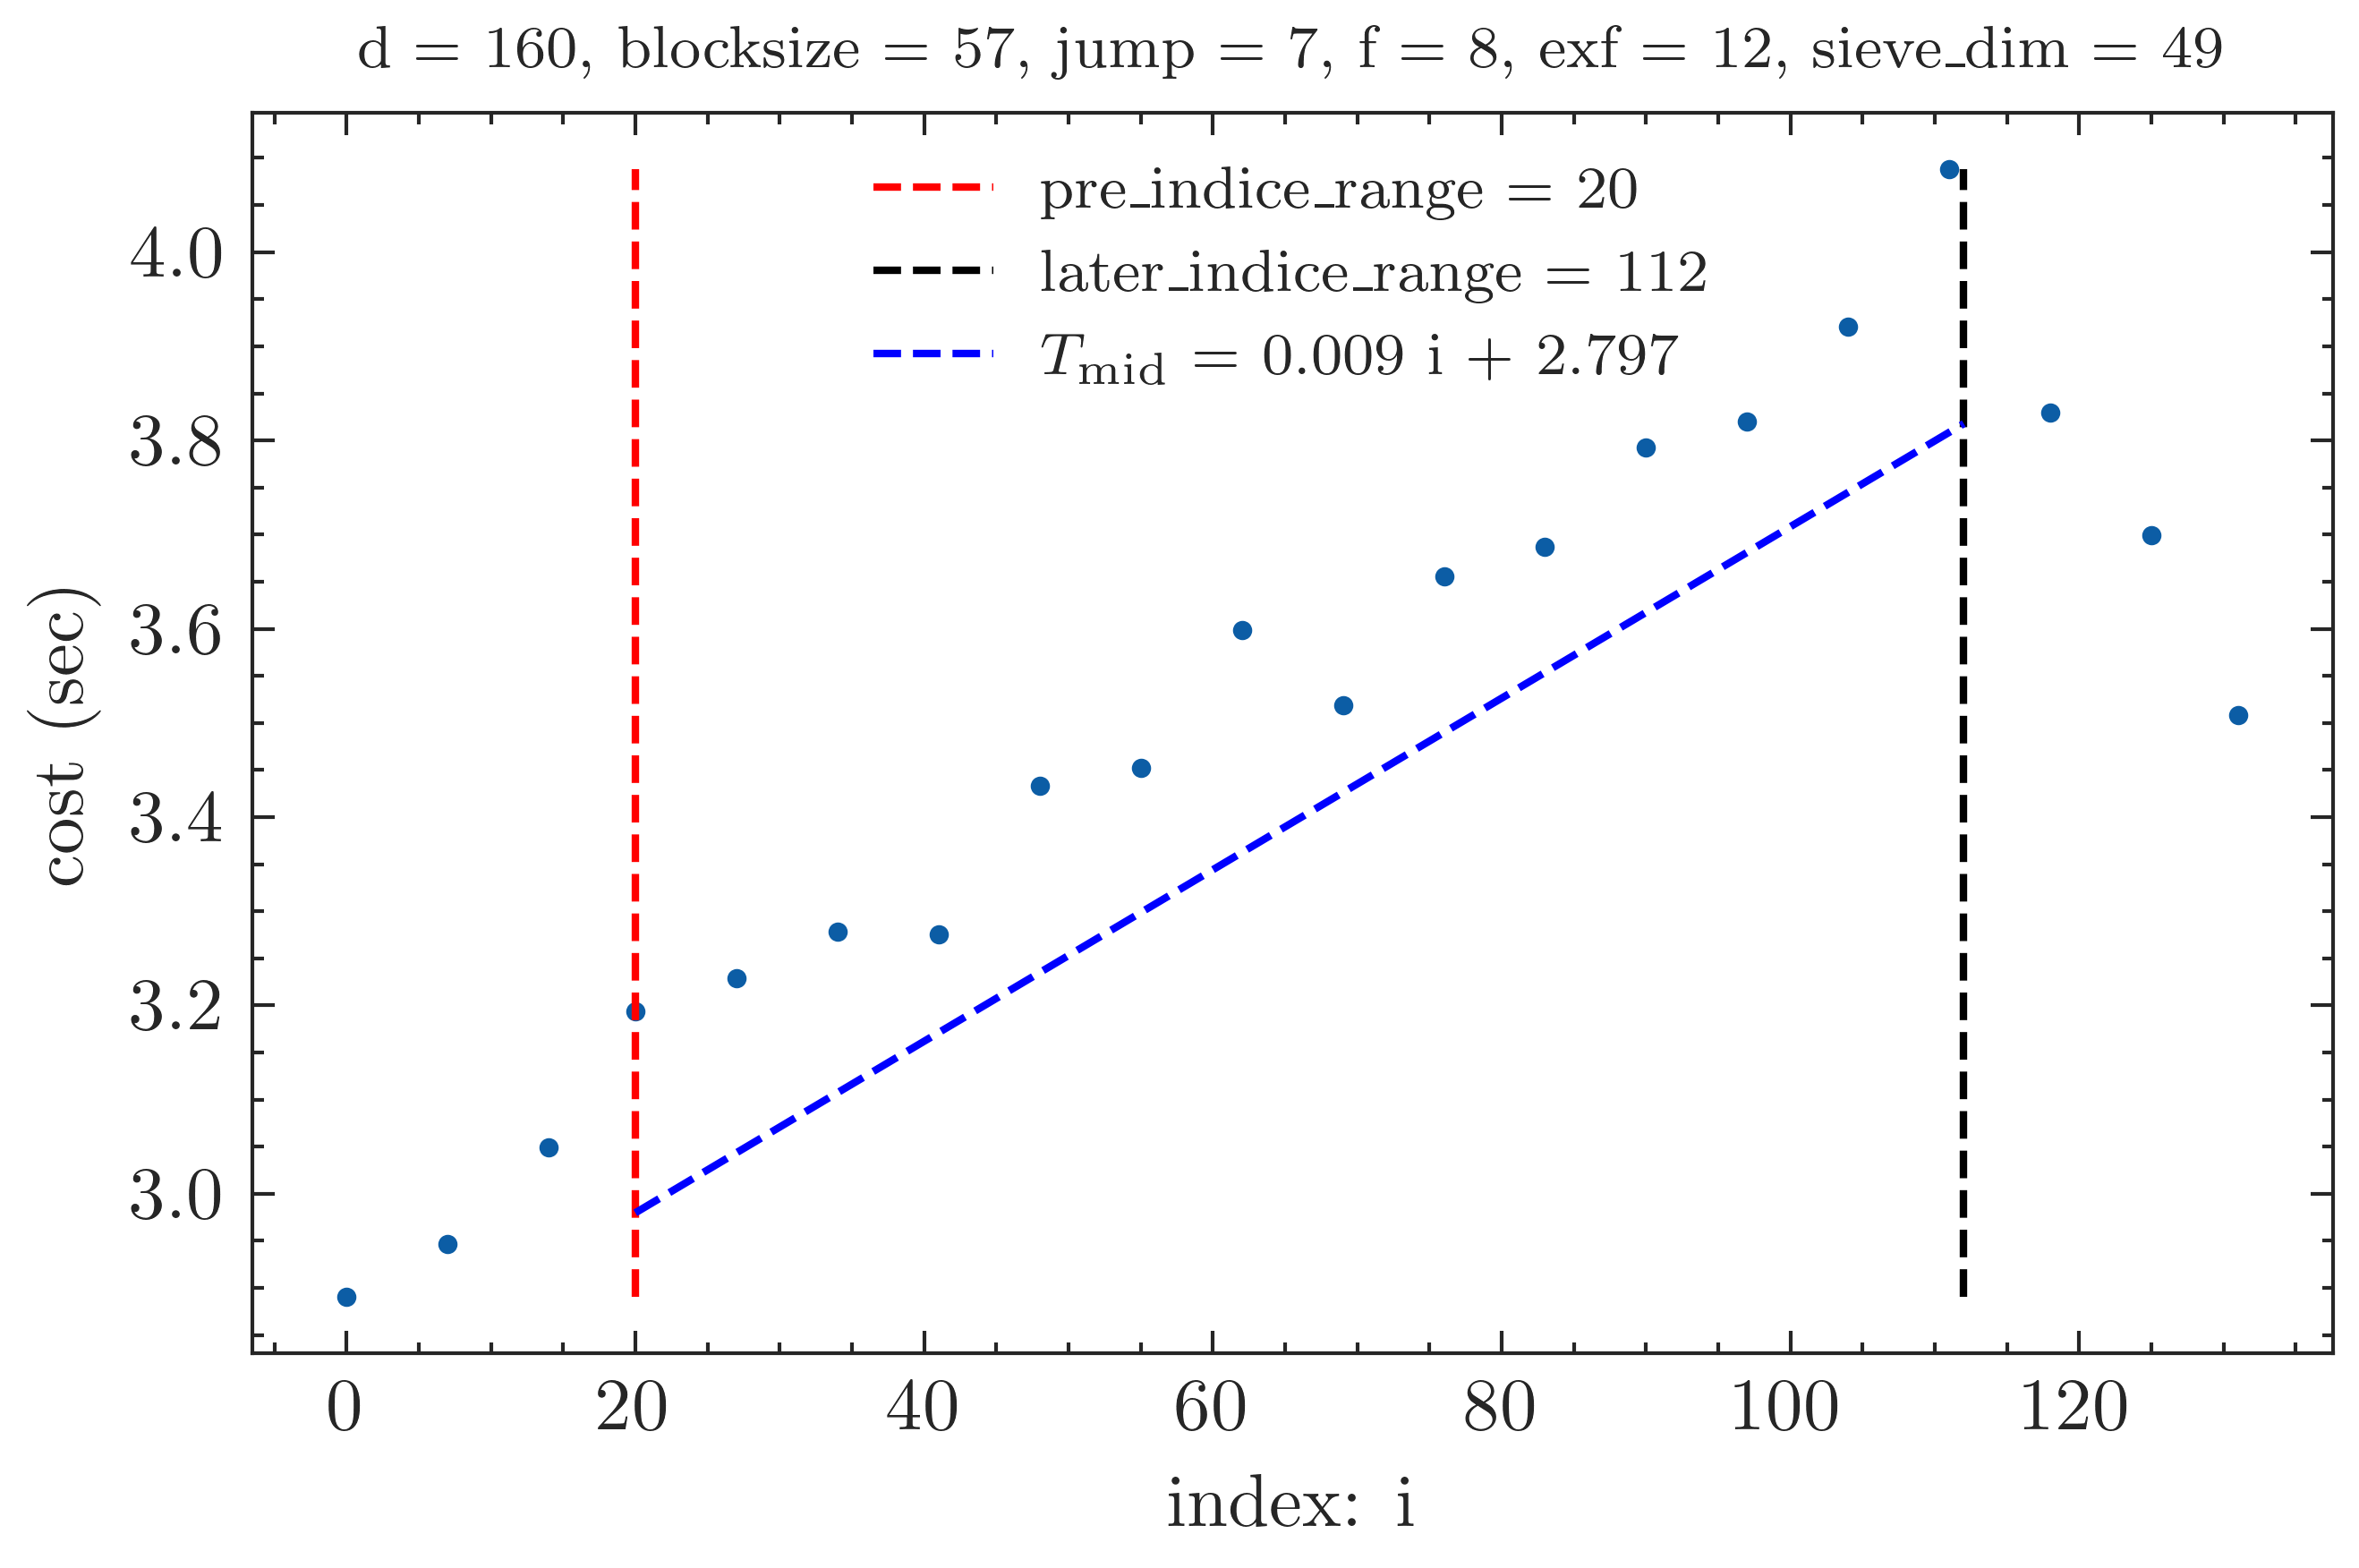 d = 160, blocksize = 57, jump = 7, f = 8, exf = 12, sieve_dim = 49
pre_indice_range = 20
later_indice_range = 112
T_mid = 0.009 i + 2.797
4.0
3.8
3.6
3.4
3.2
3.0
cost (sec)
0 20 40 60 80 100 120
index: i